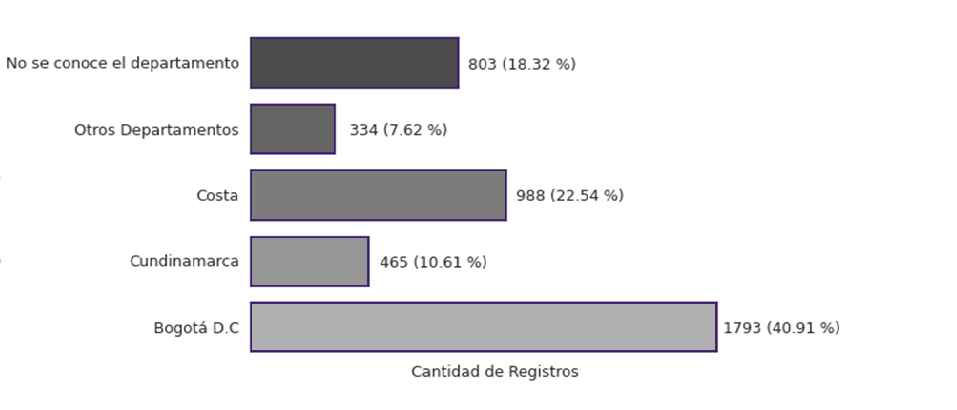 No se conoce el departamento 803 (18.32 %)
Otros Departamentos 334 (7.62 %)
Costa 988 (22.54 %)
Cundinamarca 465 (10.61 %)
Bogotá D.C 1793 (40.91 %)
Cantidad de Registros